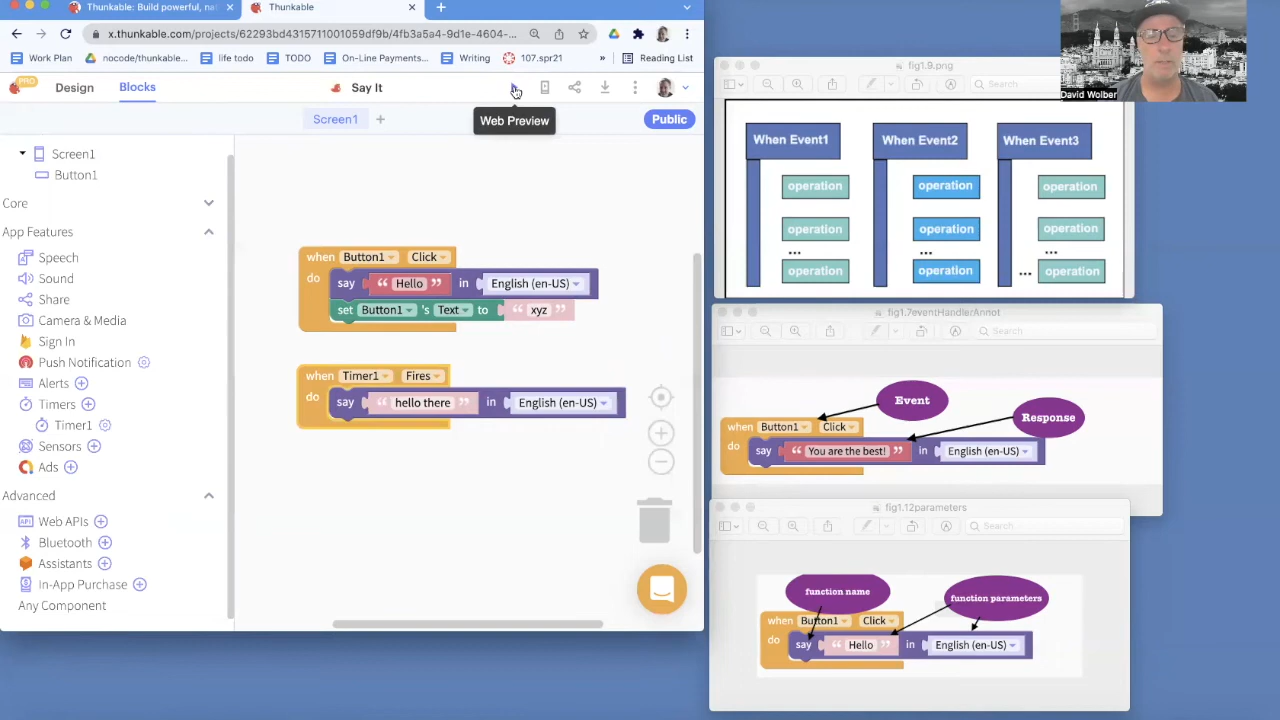 Thunkable: Build powerful, nat
Thunkable
x.thunkable.com/projects/62293bd4315711001059df9b/4fb3a5a4-9d1e-4604-...
Work Plan
nocode/thunkable...
life todo
TODO
On-Line Payments...
Writing
107.spr21
»
Reading List
PRO
Design
Blocks
Say It
Screen1
Web Preview
Public
Screen1
Button1
Core
App Features
Speech
Sound
Share
Camera & Media
Sign In
Push Notification
Alerts
Timers
Timer1
Sensors
Ads
Advanced
Web APIs
API
Bluetooth
Assistants
In-App Purchase
Any Component
when Button1 Click
do say “ Hello ” in English (en-US)
set Button1 's Text to “ xyz ”
when Timer1 Fires
do say “ hello there ” in English (en-US)
fig1.9.png
Search
When Event1 When Event2 When Event3
operation operation operation
operation operation operation
... ... ...
operation operation ... operation
fig1.7eventHandlerAnnot
Search
Event
Response
when Button1 Click
do say “ You are the best! ” in English (en-US)
fig1.12parameters
Search
function name
function parameters
when Button1 Click
do say “ Hello ” in English (en-US)
David Wolber